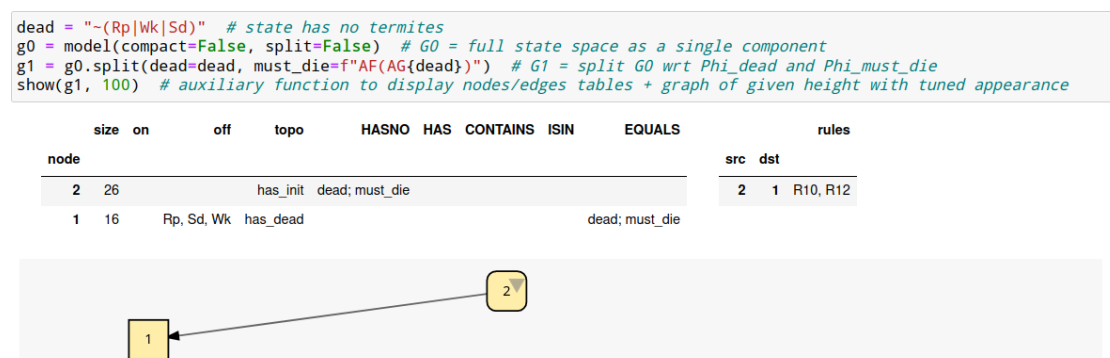 dead = "~(Rp|Wk|Sd)"  # state has no termites
g0 = model(compact=False, split=False)  # G0 = full state space as a single component
g1 = g0.split(dead=dead, must_die=f"AF(AG{dead})")  # G1 = split G0 wrt Phi_dead and Phi_must_die
show(g1, 100)  # auxiliary function to display nodes/edges tables + graph of given height with tuned appearance
size on off topo HASNO HAS CONTAINS ISIN EQUALS
node
2 26 has_init dead; must_die
1 16 Rp, Sd, Wk has_dead dead; must_die
rules
src dst
2 1 R10, R12
2
1